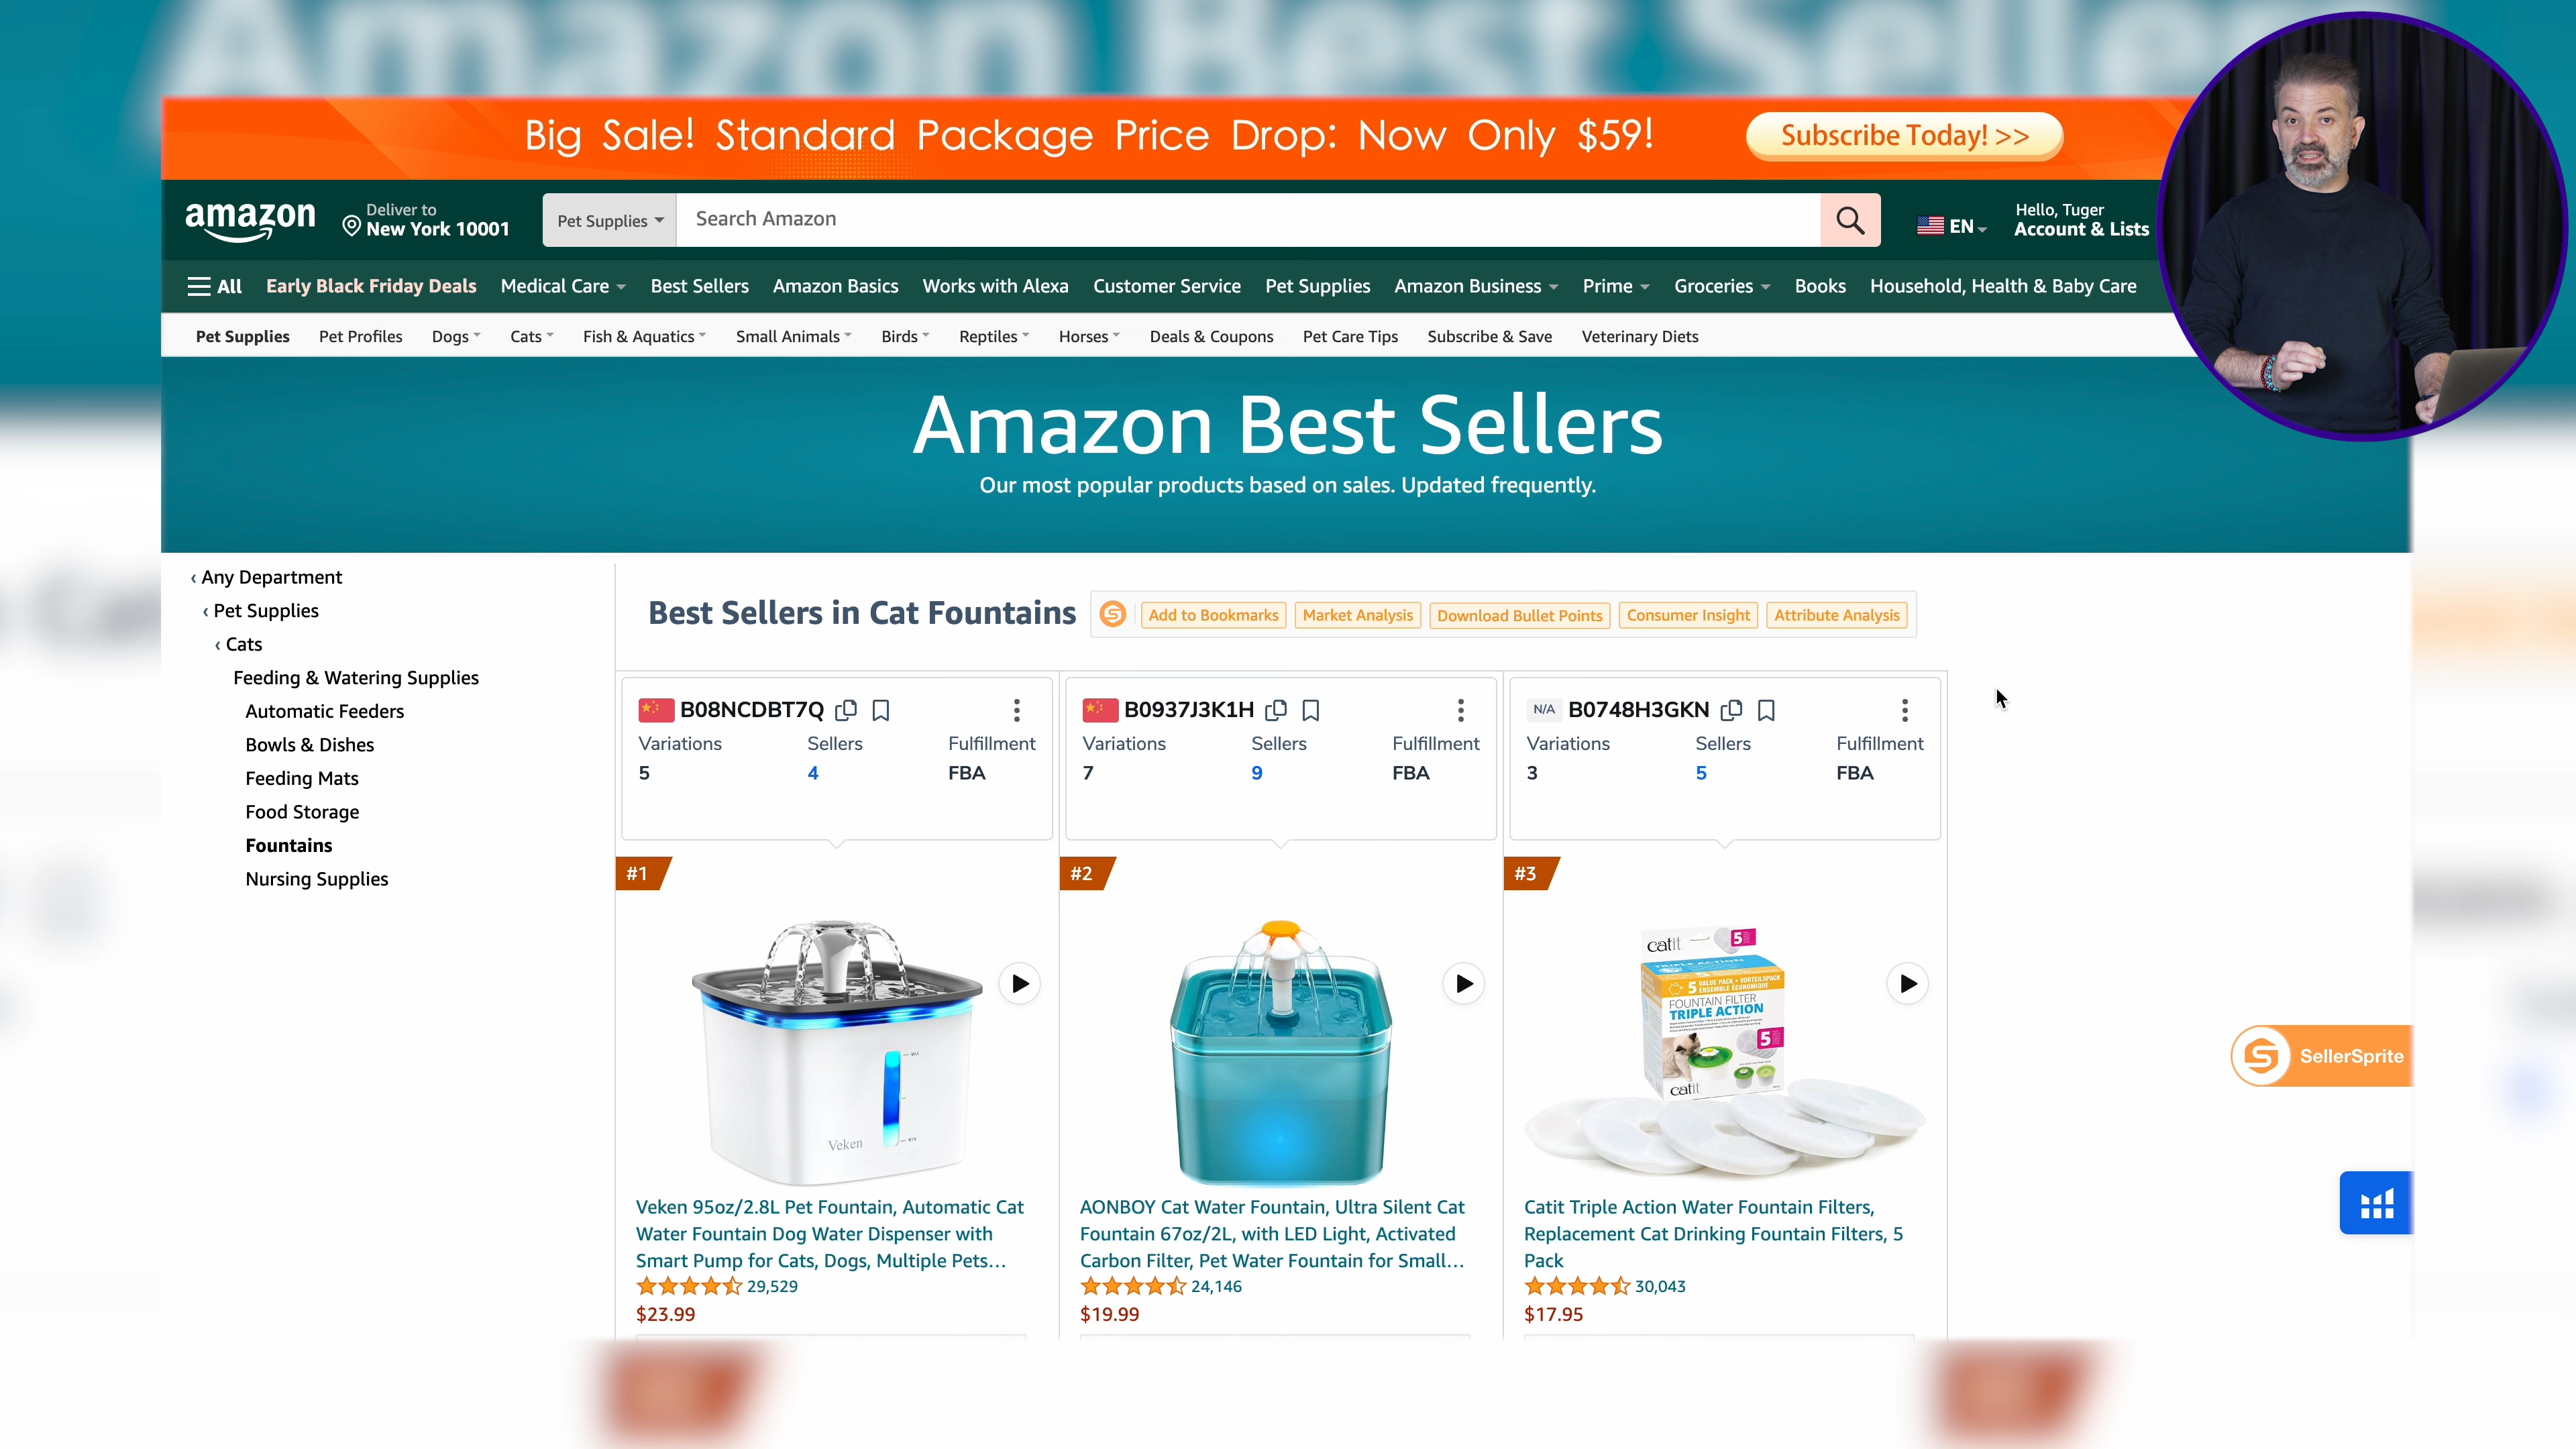 Amazon Best Sellers
Big Sale! Standard Package Price Drop: Now Only $59!
Subscribe Today! >>
amazon
Deliver to
New York 10001
Pet Supplies
Search Amazon
EN
Hello, Tuger
Account & Lists
All
Early Black Friday Deals
Medical Care
Best Sellers
Amazon Basics
Works with Alexa
Customer Service
Pet Supplies
Amazon Business
Prime
Groceries
Books
Household, Health & Baby Care
Pet Supplies
Pet Profiles
Dogs
Cats
Fish & Aquatics
Small Animals
Birds
Reptiles
Horses
Deals & Coupons
Pet Care Tips
Subscribe & Save
Veterinary Diets
Amazon Best Sellers
Our most popular products based on sales. Updated frequently.
‹ Any Department
‹ Pet Supplies
‹ Cats
Feeding & Watering Supplies
Automatic Feeders
Bowls & Dishes
Feeding Mats
Food Storage
Fountains
Nursing Supplies
Best Sellers in Cat Fountains
Add to Bookmarks
Market Analysis
Download Bullet Points
Consumer Insight
Attribute Analysis
B08NCDBT7Q
Variations Sellers Fulfillment
5 4 FBA
#1
Veken
Veken 95oz/2.8L Pet Fountain, Automatic Cat
Water Fountain Dog Water Dispenser with
Smart Pump for Cats, Dogs, Multiple Pets...
29,529
$23.99
B0937J3K1H
Variations Sellers Fulfillment
7 9 FBA
#2
AONBOY Cat Water Fountain, Ultra Silent Cat
Fountain 67oz/2L, with LED Light, Activated
Carbon Filter, Pet Water Fountain for Small...
24,146
$19.99
N/A B0748H3GKN
Variations Sellers Fulfillment
3 5 FBA
#3
catit
5
TRIPLE ACTION
5 VALUE PACK • VORTEILSPACK
ENSEMBLE ÉCONOMIQUE
FOUNTAIN FILTER
TRIPLE ACTION
5
catit
Catit Triple Action Water Fountain Filters,
Replacement Cat Drinking Fountain Filters, 5
Pack
30,043
$17.95
SellerSprite